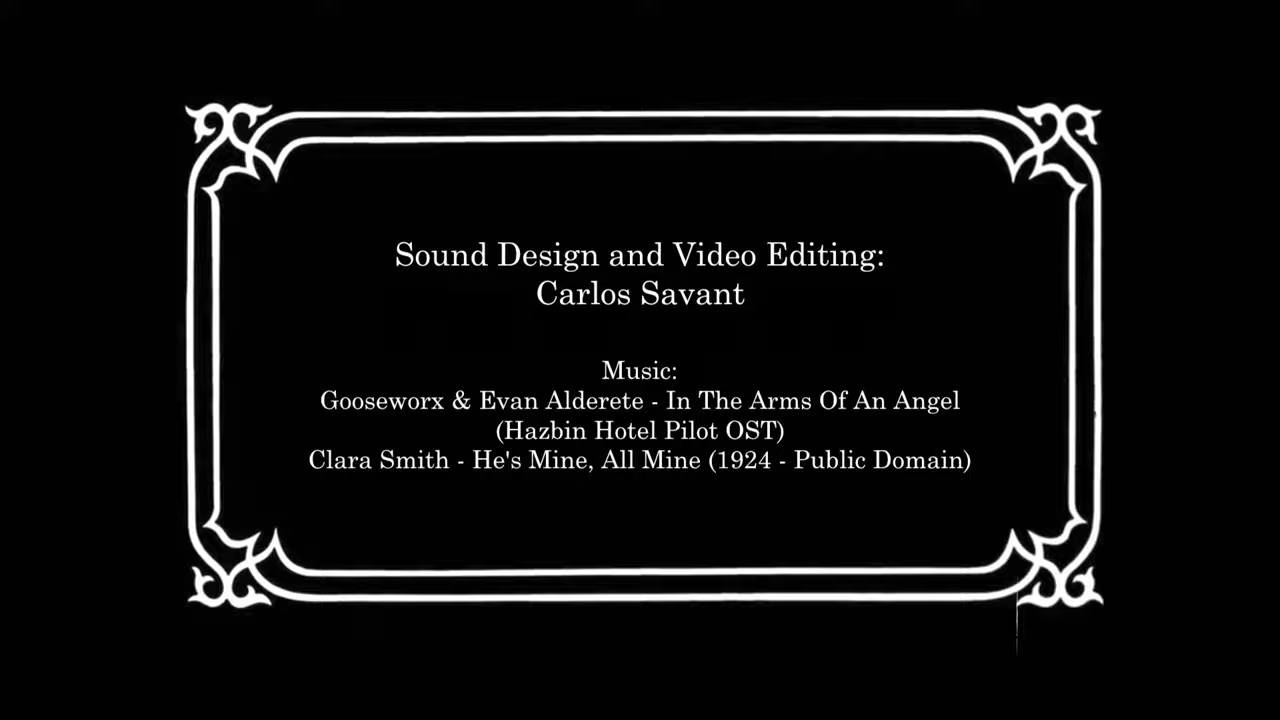 Sound Design and Video Editing:
Carlos Savant
Music:
Gooseworx & Evan Alderete - In The Arms Of An Angel
(Hazbin Hotel Pilot OST)
Clara Smith - He's Mine, All Mine (1924 - Public Domain)